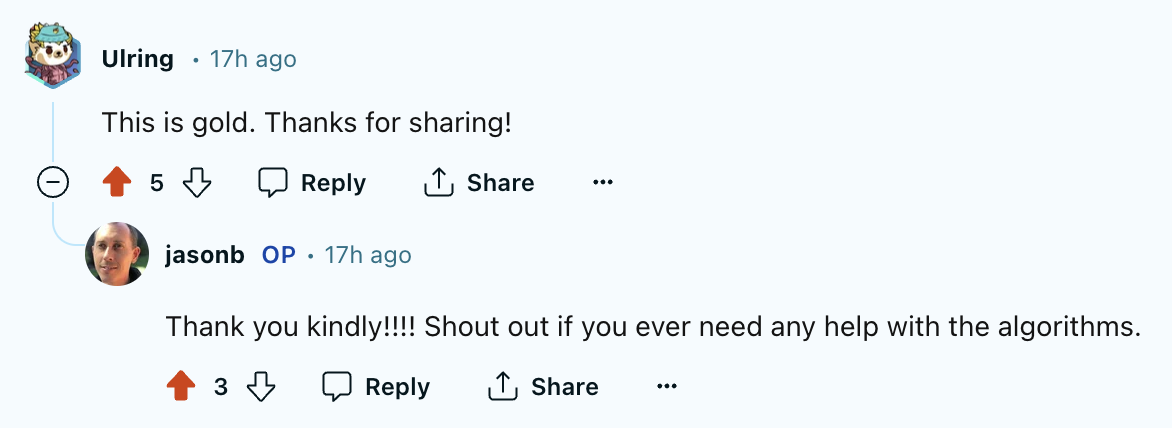 Ulring • 17h ago
This is gold. Thanks for sharing!
5 Reply Share ...
jasonb OP • 17h ago
Thank you kindly!!!! Shout out if you ever need any help with the algorithms.
3 Reply Share ...